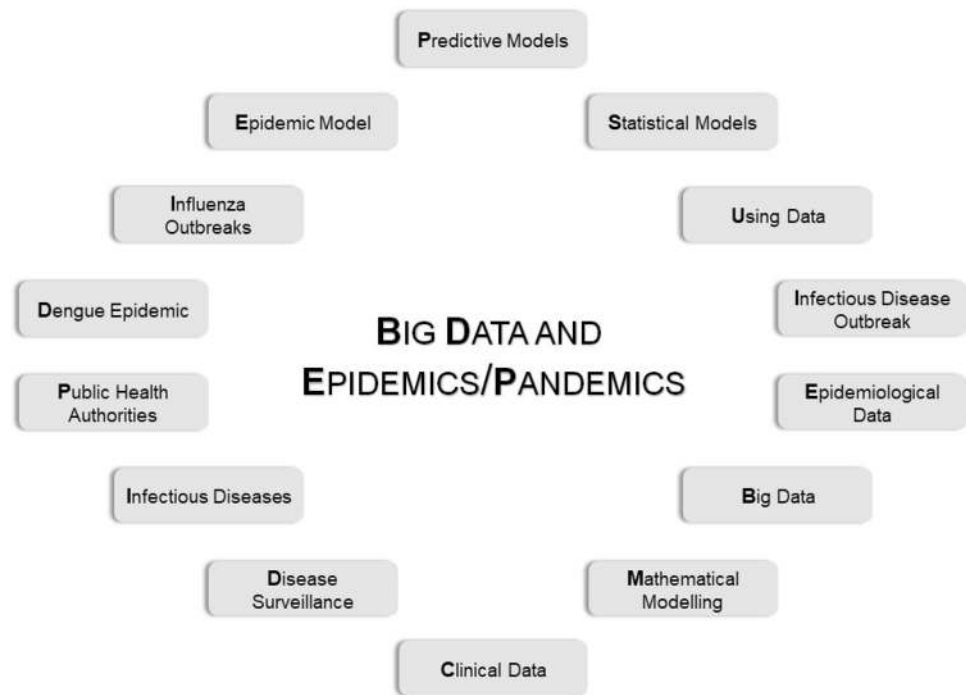 Predictive Models
Epidemic Model
Statistical Models
Influenza
Outbreaks
Using Data
Dengue Epidemic
Infectious Disease
Outbreak
BIG DATA AND
EPIDEMICS/PANDEMICS
Public Health
Authorities
Epidemiological
Data
Infectious Diseases
Big Data
Disease
Surveillance
Mathematical
Modelling
Clinical Data